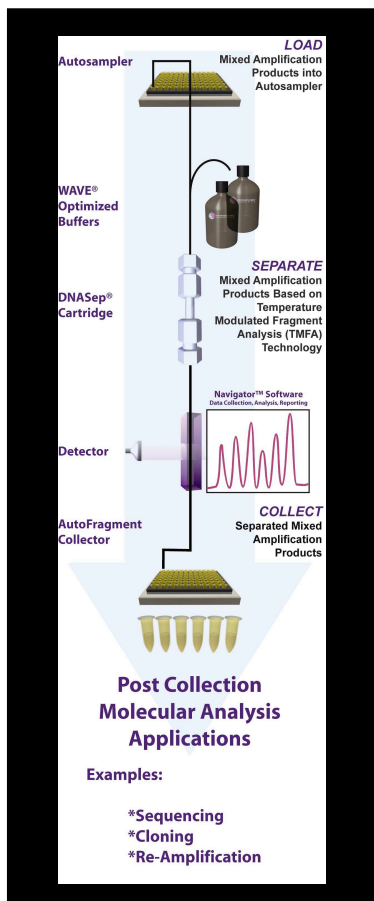 Autosampler
LOAD
Mixed Amplification
Products into
Autosampler
WAVE®
Optimized
Buffers
SEPARATE
Mixed Amplification
Products Based on
Temperature
Modulated Fragment
Analysis (TMFA)
Technology
DNASep®
Cartridge
Navigator™ Software
Data Collection, Analysis, Reporting
Detector
COLLECT
Separated Mixed
Amplification
Products
AutoFragment
Collector
Post Collection
Molecular Analysis
Applications
Examples:
*Sequencing
*Cloning
*Re-Amplification